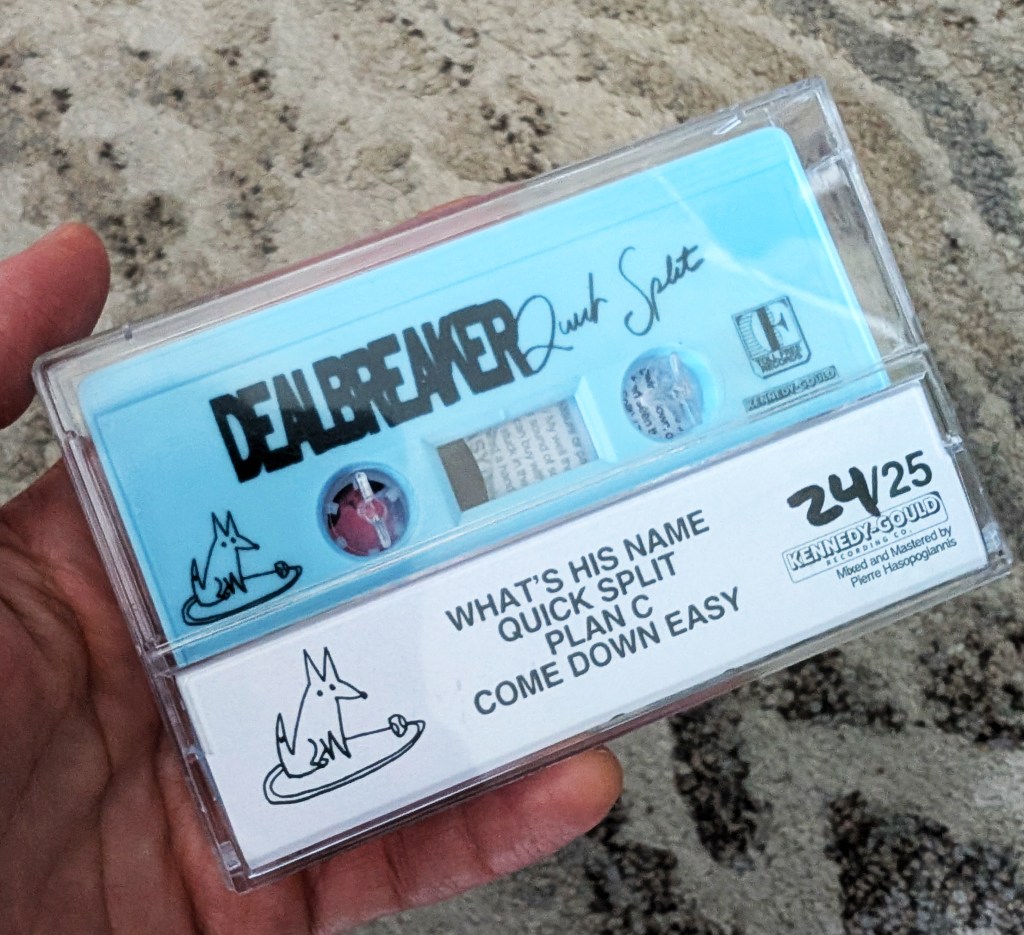 DEALBREAKER
Quick Split
KENNEDY-GOULD
WHAT'S HIS NAME
QUICK SPLIT
PLAN C
COME DOWN EASY
24/25
KENNEDY-GOULD
RECORDING CO.
Mixed and Mastered by
Pierre Hasopogiannis